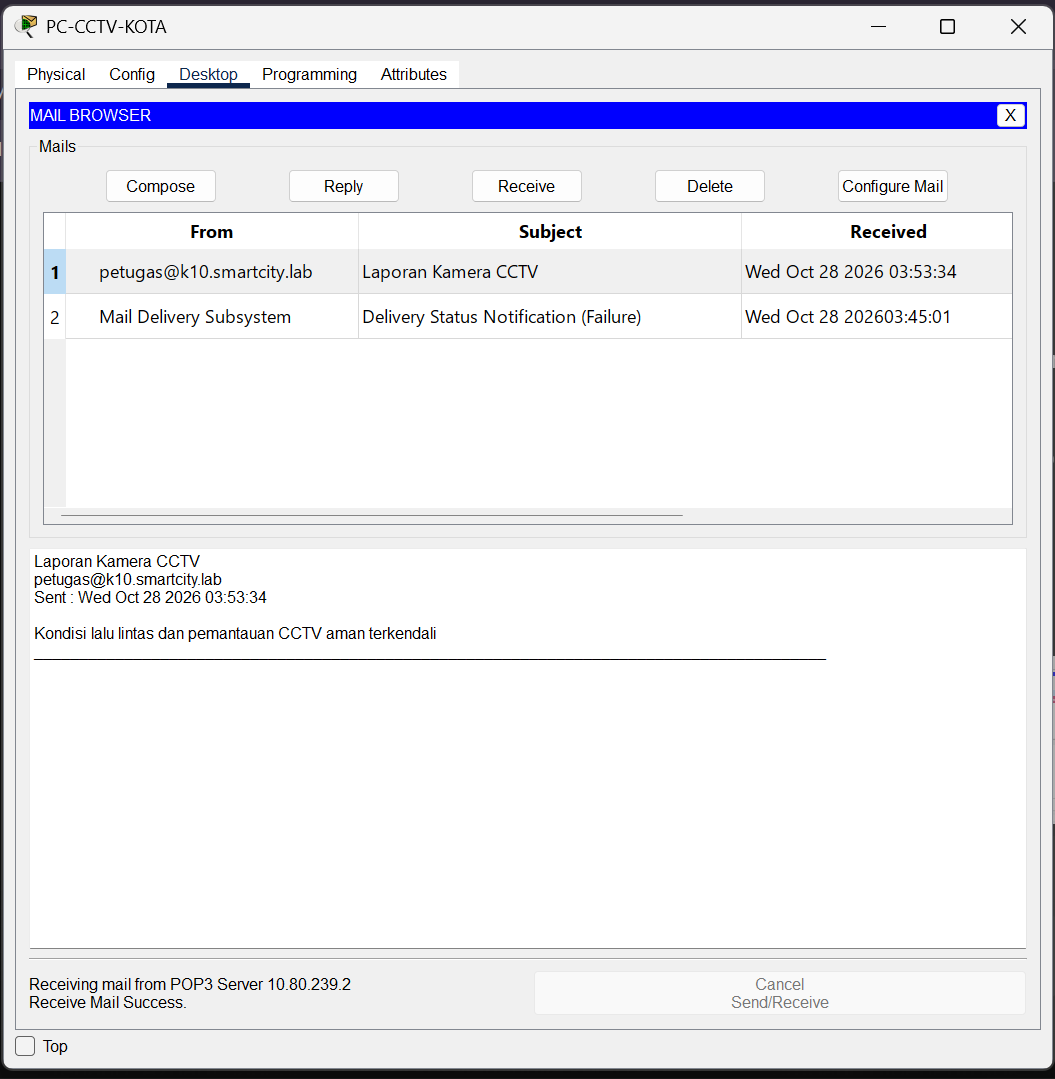 PC-CCTV-KOTA
Physical Config Desktop Programming Attributes
MAIL BROWSER X
Mails
Compose Reply Receive Delete Configure Mail
From Subject Received
1 petugas@k10.smartcity.lab Laporan Kamera CCTV Wed Oct 28 2026 03:53:34
2 Mail Delivery Subsystem Delivery Status Notification (Failure) Wed Oct 28 202603:45:01
Laporan Kamera CCTV
petugas@k10.smartcity.lab
Sent : Wed Oct 28 2026 03:53:34
Kondisi lalu lintas dan pemantauan CCTV aman terkendali
Receiving mail from POP3 Server 10.80.239.2
Receive Mail Success.
Cancel
Send/Receive
Top